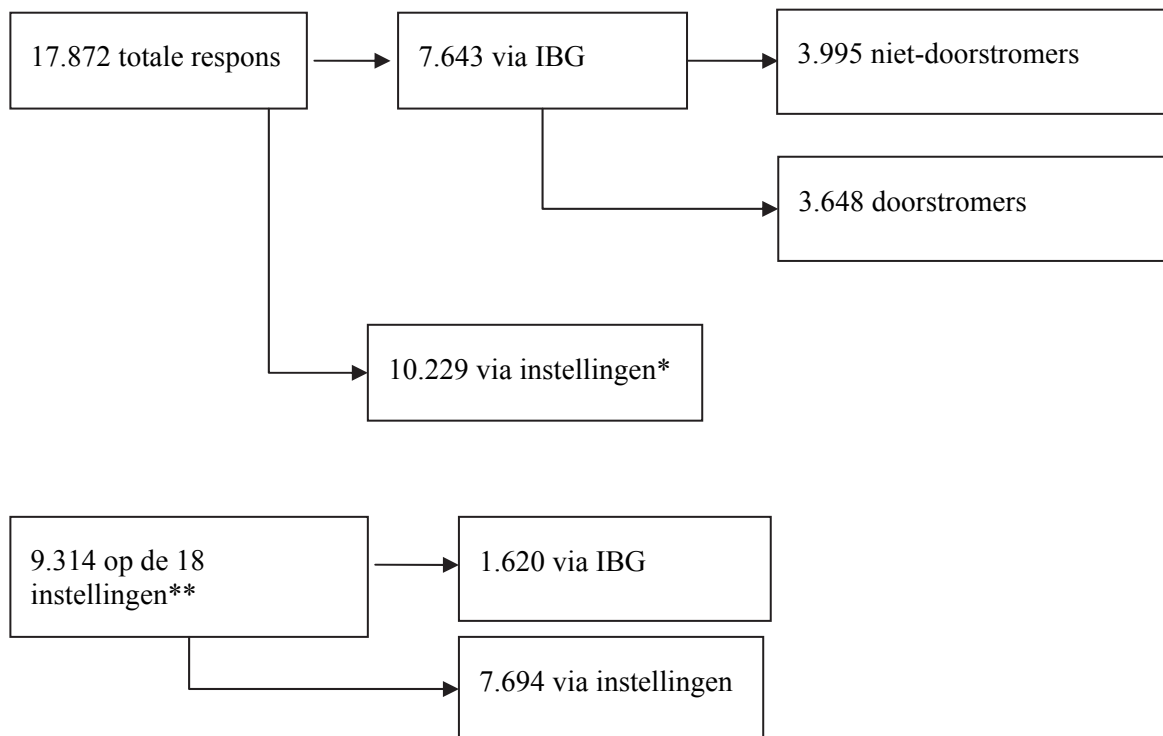 17.872 totale respons
7.643 via IBG
3.995 niet-doorstromers
3.648 doorstromers
10.229 via instellingen*
9.314 op de 18
instellingen**
1.620 via IBG
7.694 via instellingen